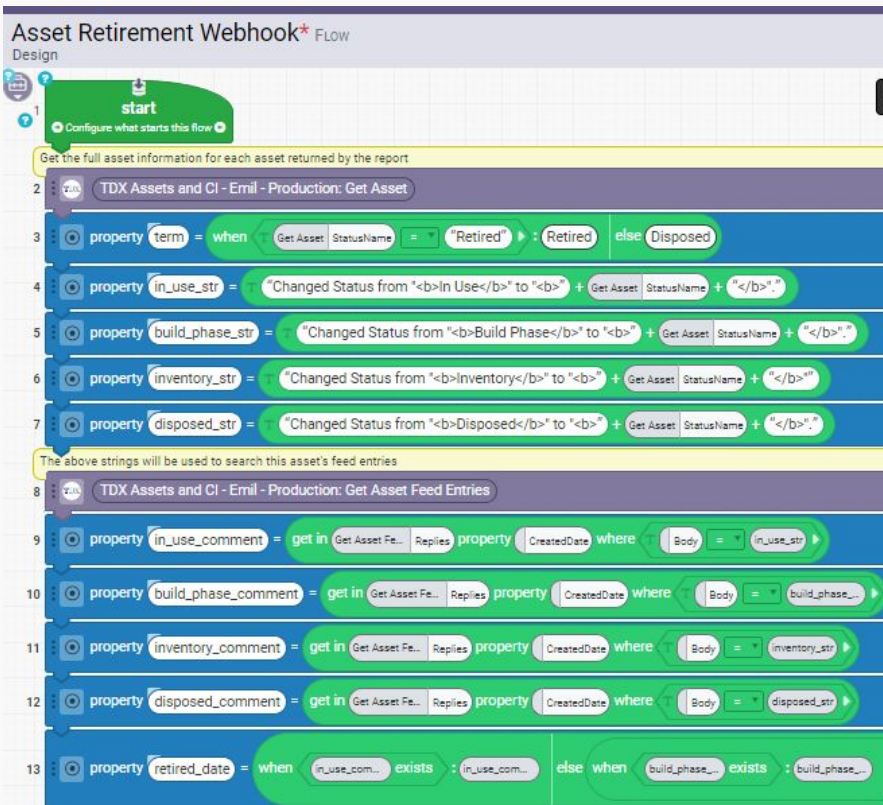 Asset Retirement Webhook* FLOW
Design
1 start
Configure what starts this flow
Get the full asset information for each asset returned by the report
2 TDX TDX Assets and CI - Emil - Production: Get Asset
3 property term = when T Get Asset StatusName = "Retired" : Retired else Disposed
4 property in_use_str = T "Changed Status from "<b>In Use</b>" to "<b>" + Get Asset StatusName + "</b>"."
5 property build_phase_str = T "Changed Status from "<b>Build Phase</b>" to "<b>" + Get Asset StatusName + "</b>"."
6 property inventory_str = T "Changed Status from "<b>Inventory</b>" to "<b>" + Get Asset StatusName + "</b>""
7 property disposed_str = T "Changed Status from "<b>Disposed</b>" to "<b>" + Get Asset StatusName + "</b>"."
The above strings will be used to search this asset's feed entries
8 TDX TDX Assets and CI - Emil - Production: Get Asset Feed Entries
9 property in_use_comment = get in Get Asset Fe... Replies property CreatedDate where T Body = in_use_str
10 property build_phase_comment = get in Get Asset Fe... Replies property CreatedDate where T Body = build_phase_...
11 property inventory_comment = get in Get Asset Fe... Replies property CreatedDate where T Body = inventory_str
12 property disposed_comment = get in Get Asset Fe... Replies property CreatedDate where T Body = disposed_str
13 property retired_date = when in_use_com... exists : in_use_com... else when build_phase_... exists : build_phase_...